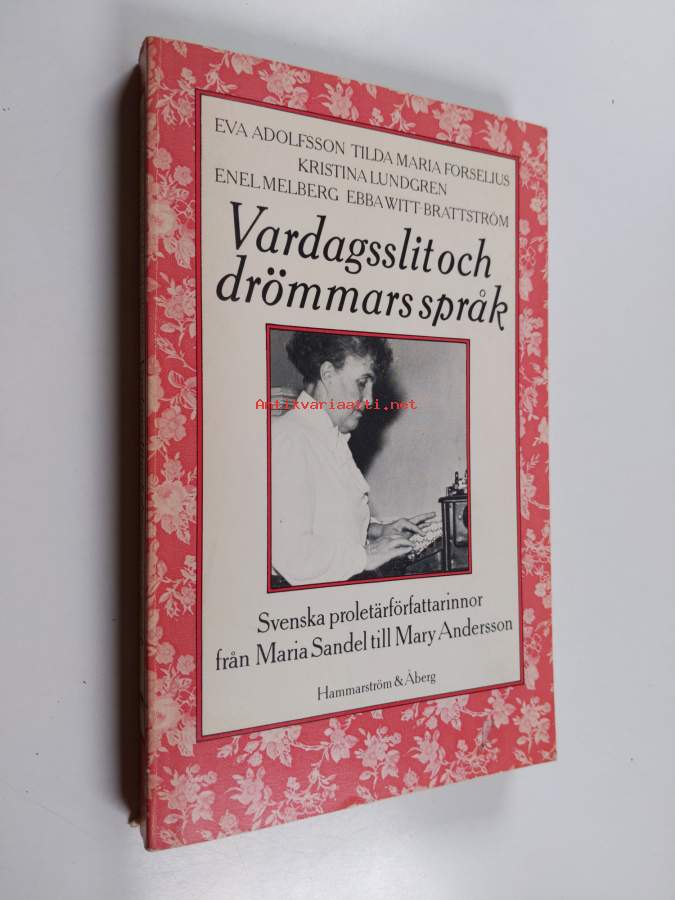 EVA ADOLFSSON TILDA MARIA FORSELIUS
KRISTINA LUNDGREN
ENEL MELBERG EBBA WITT-BRATTSTRÖM
Vardagsslit och
drömmars språk
Antixvariaatti.net
Svenska proletärförfattarinnor
från Maria Sandel till Mary Andersson
Hammarström & Åberg